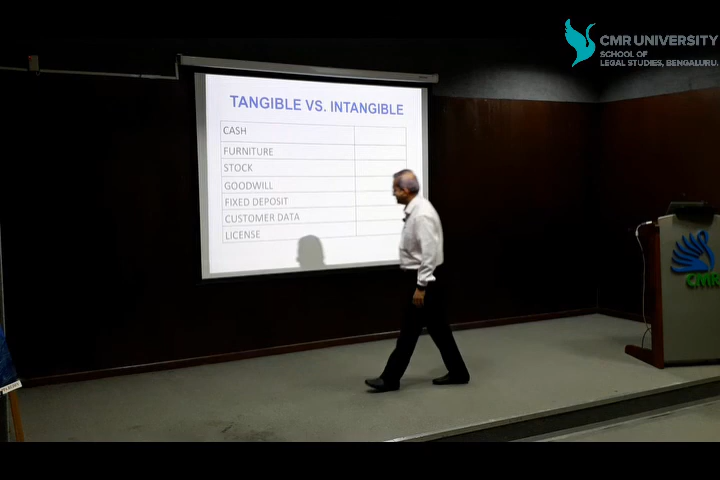 CMR UNIVERSITY
SCHOOL OF
LEGAL STUDIES, BENGALURU.
TANGIBLE VS. INTANGIBLE
CASH
FURNITURE
STOCK
GOODWILL
FIXED DEPOSIT
CUSTOMER DATA
LICENSE
CMR